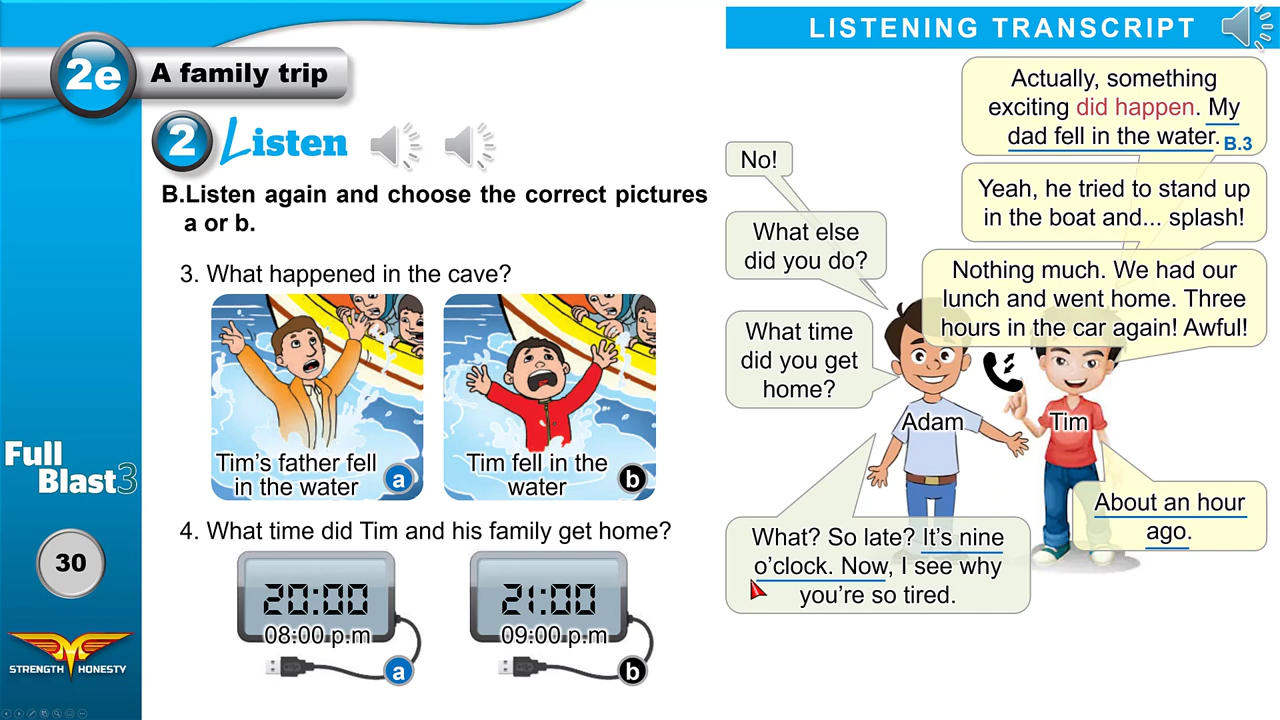 2e
A family trip
2 Listen
B.Listen again and choose the correct pictures
a or b.
3. What happened in the cave?
Tim's father fell
in the water
a
Tim fell in the
water
b
4. What time did Tim and his family get home?
20:00
08:00 p.m
a
21:00
09:00 p.m
b
Full
Blast3
30
STRENGTH HONESTY
LISTENING TRANSCRIPT
Actually, something
exciting did happen. My
dad fell in the water. B.3
No!
Yeah, he tried to stand up
in the boat and... splash!
What else
did you do?
Nothing much. We had our
lunch and went home. Three
hours in the car again! Awful!
What time
did you get
home?
Adam
Tim
About an hour
ago.
What? So late? It's nine
o'clock. Now, I see why
you're so tired.